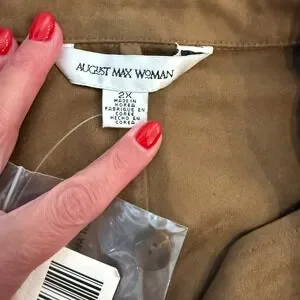 AUGUST MAX WOMAN
2X
MADE IN
KOREA
FABRIQUE EN
COREE
HECHO EN
COREA